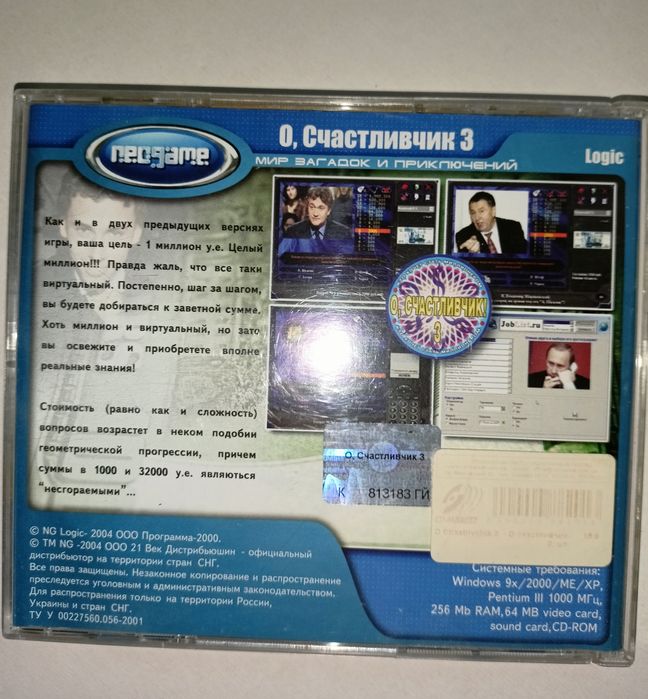 neogame
О, Счастливчик 3
МИР ЗАГАДОК И ПРИКЛЮЧЕНИЙ
Logic
Как и в двух предыдущих версиях
игры, ваша цель - 1 миллион у.е. Целый
миллион!!! Правда жаль, что все таки
виртуальный. Постепенно, шаг за шагом,
вы будете добираться к заветной сумме.
Хоть миллион и виртуальный, но зато
вы освежите и приобретете вполне
реальные знания!
Стоимость (равно как и сложность)
вопросов возрастет в неком подобии
геометрической прогрессии, причем
суммы в 1000 и 32000 у.е. являються
"несгораемыми"...
О, СЧАСТЛИВЧИК!
3
JobList.ru
О, Счастливчик 3
К 813183 ГИ
© NG Logic- 2004 ООО Программа-2000.
© TM NG -2004 ООО 21 Век Дистрибьюшин - официальный
дистрибьютор на територии стран СНГ.
Все права защищены. Незаконное копирование и распространение
преследуется уголовным и административным законодательством.
Для распространения только на территории России,
Украины и стран СНГ.
ТУ У 00227560.056-2001
Системные требования:
Windows 9x/2000/ME/XP,
Pentium III 1000 МГц,
256 Mb RAM,64 MB video card,
sound card,CD-ROM